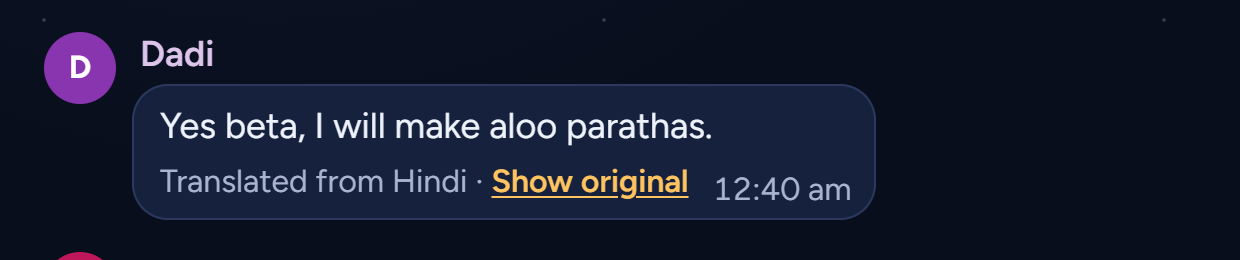 D
Dadi
Yes beta, I will make aloo parathas.
Translated from Hindi · Show original 12:40 am